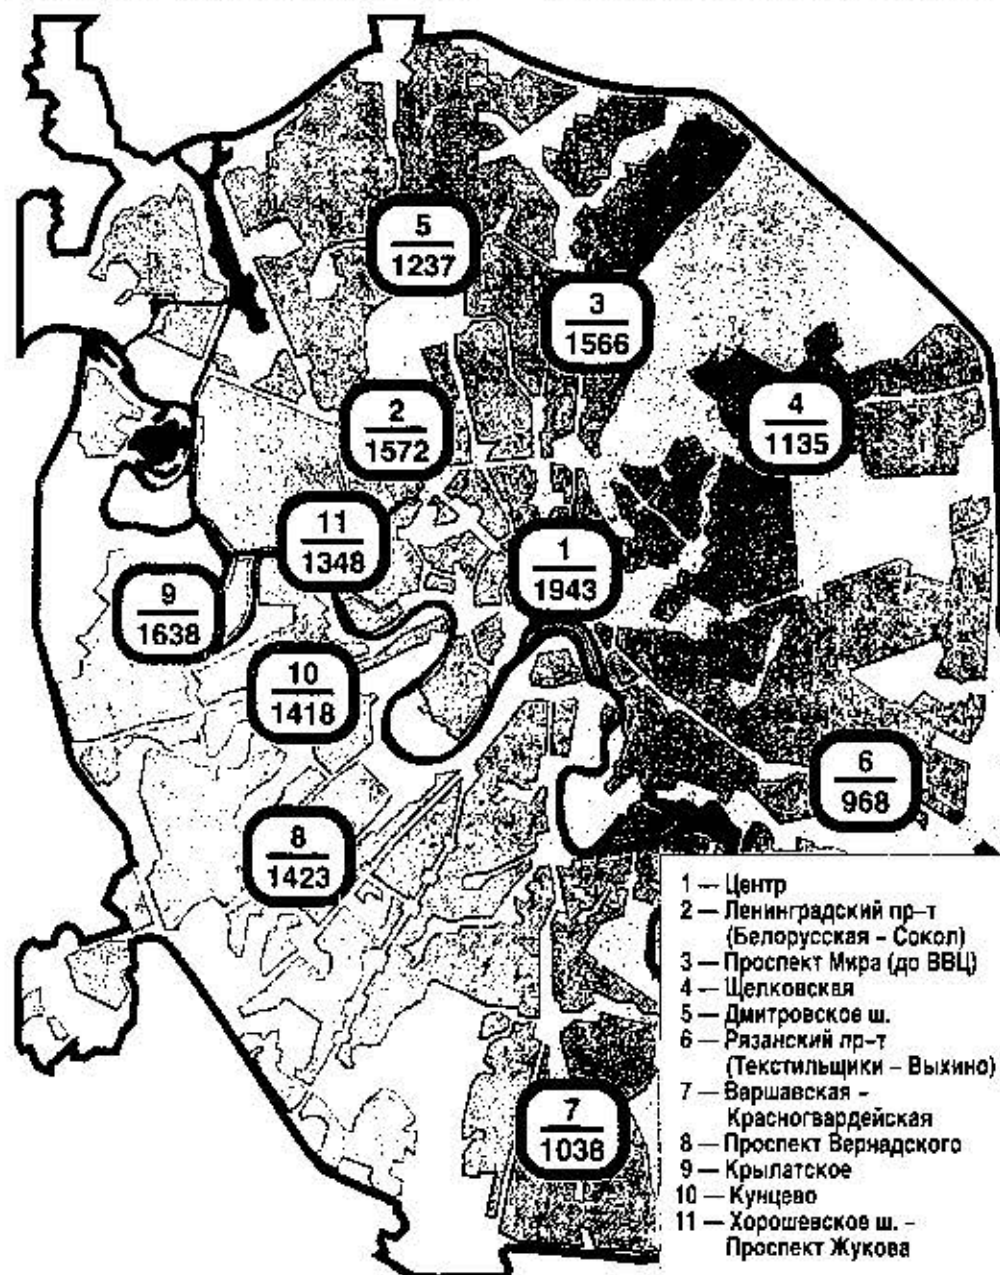 5
1237
3
1566
2
1572
4
1135
11
1348
1
1943
9
1638
10
1418
6
968
8
1423
7
1038
1 — Центр
2 — Ленинградский пр-т
(Белорусская - Сокол)
3 — Проспект Мира (до ВВЦ)
4 — Щелковская
5 — Дмитровское ш.
6 — Рязанский пр-т
(Текстильщики - Выхино)
7 — Варшавская -
Красногвардейская
8 — Проспект Вернадского
9 — Крылатское
10 — Кунцево
11 — Хорошевское ш. -
Проспект Жукова